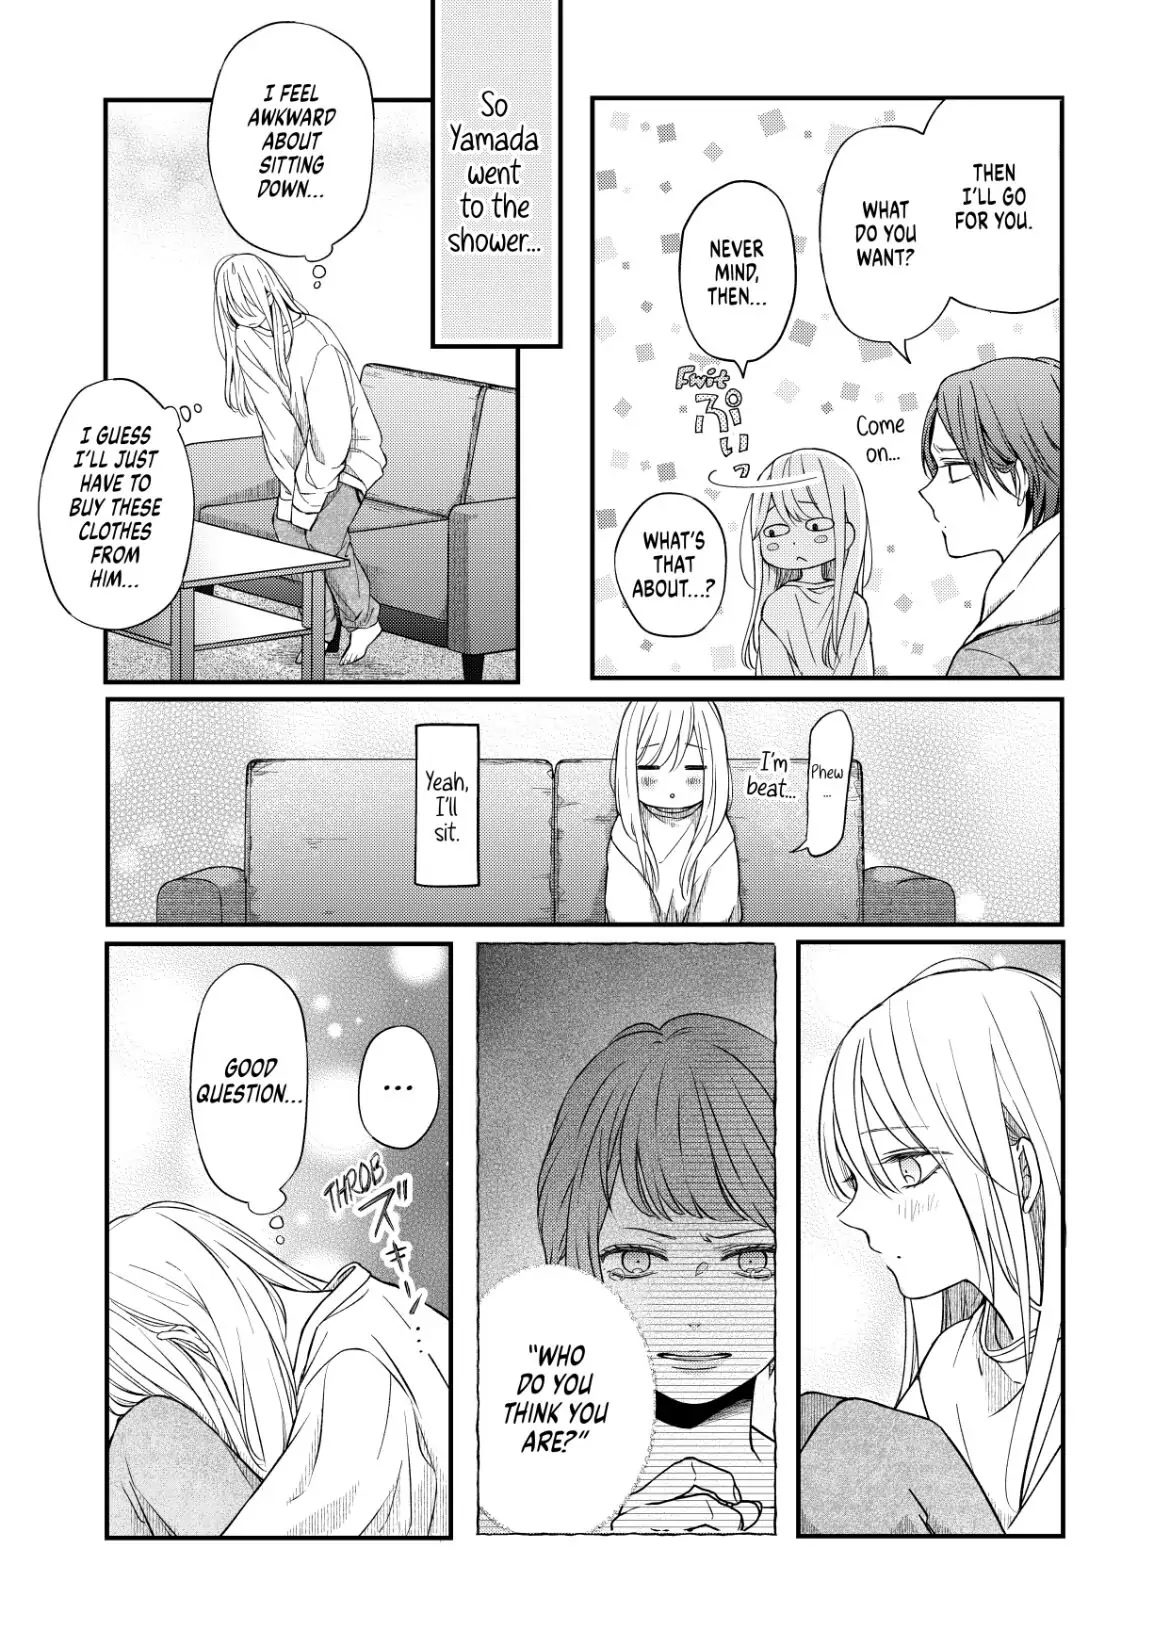 THEN
I'LL GO
FOR YOU.
WHAT
DO YOU
WANT?
Come
on...
NEVER
MIND,
THEN...
Fwit
ぷいっ
WHAT'S
THAT
ABOUT...?
So
Yamada
went
to the
shower...
I FEEL
AWKWARD
ABOUT
SITTING
DOWN...
I GUESS
I'LL JUST
HAVE TO
BUY THESE
CLOTHES
FROM
HIM...
Phew
...
I'm
beat...
Yeah,
I'll
sit.
"WHO
DO YOU
THINK YOU
ARE?"
...
GOOD
QUESTION...
THROB
ズキ